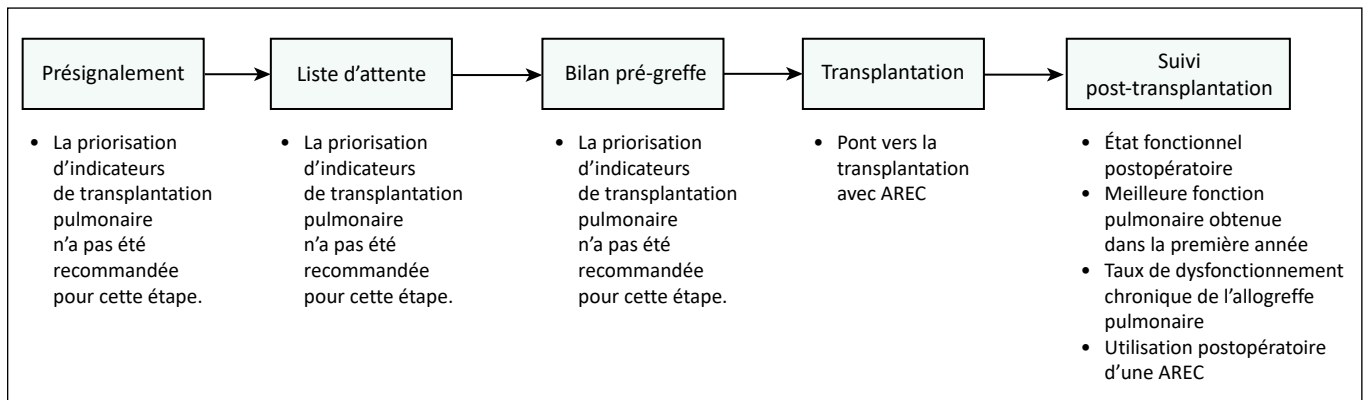 Présignalement
Liste d'attente
Bilan pré-greffe
Transplantation
Suivi
post-transplantation
• La priorisation
d'indicateurs
de transplantation
pulmonaire
n'a pas été
recommandée
pour cette étape.
• La priorisation
d'indicateurs
de transplantation
pulmonaire
n'a pas été
recommandée
pour cette étape.
• La priorisation
d'indicateurs
de transplantation
pulmonaire
n'a pas été
recommandée
pour cette étape.
• Pont vers la
transplantation
avec AREC
• État fonctionnel
postopératoire
• Meilleure fonction
pulmonaire obtenue
dans la première année
• Taux de dysfonctionnement
chronique de l'allogreffe
pulmonaire
• Utilisation postopératoire
d'une AREC